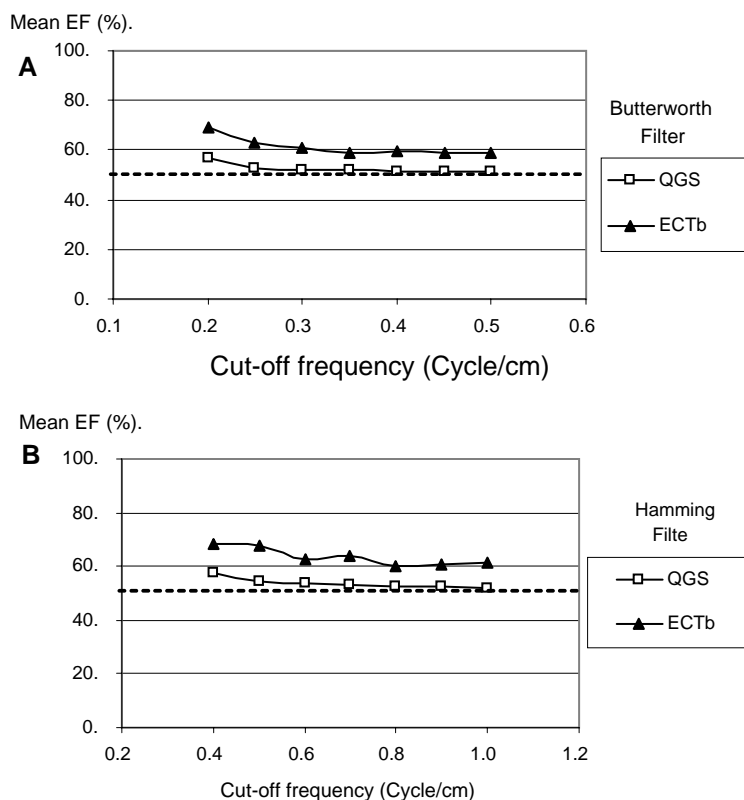 Mean EF (%).
A
100.
80.
60.
40.
20.
0.
0.1 0.2 0.3 0.4 0.5 0.6
Cut-off frequency (Cycle/cm)
Butterworth
Filter
QGS
ECTb
Mean EF (%).
B
100.
80.
60.
40.
20.
0.
0.2 0.4 0.6 0.8 1.0 1.2
Cut-off frequency (Cycle/cm)
Hamming
Filte
QGS
ECTb